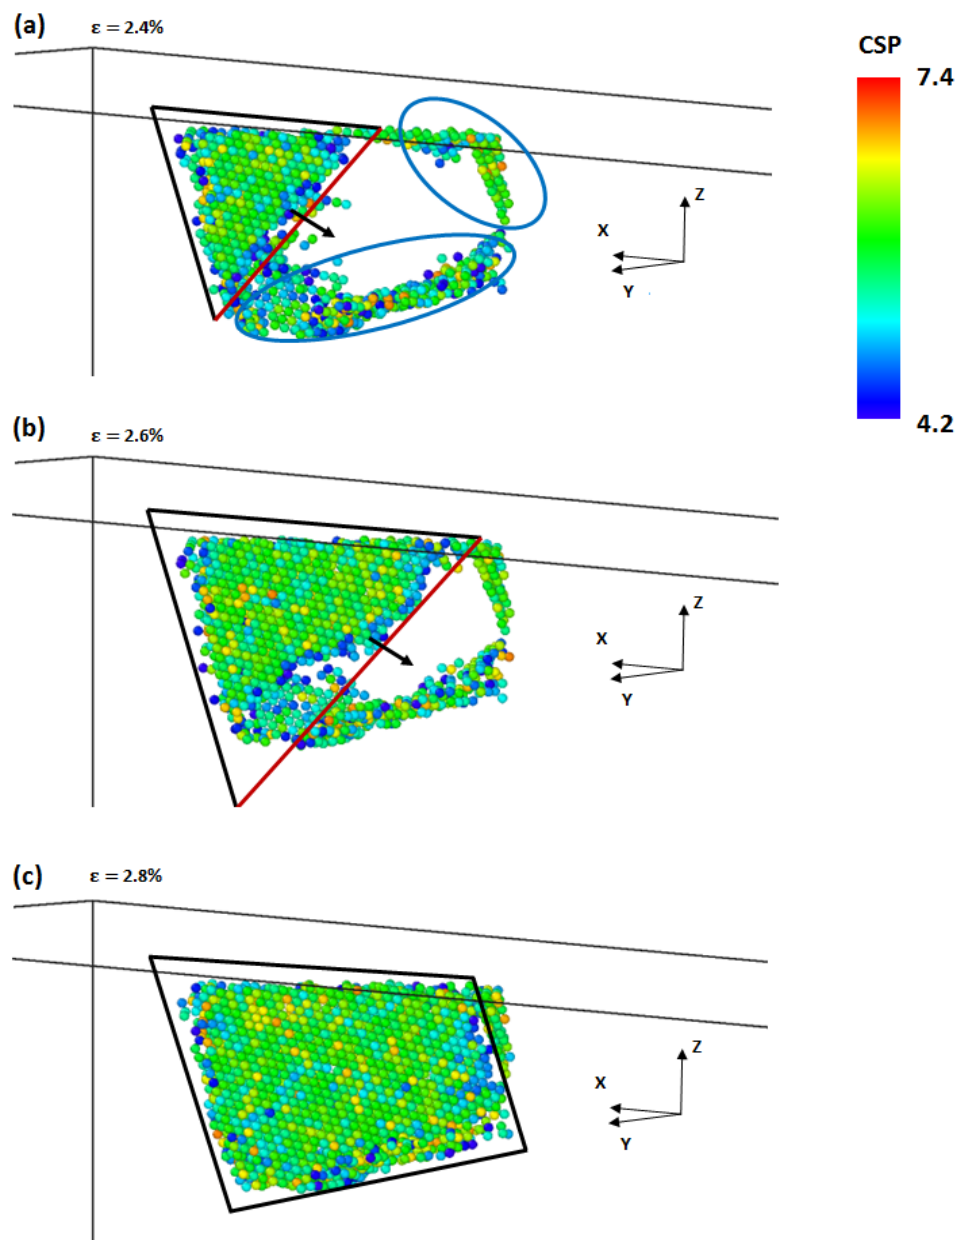 (a) ε = 2.4%
CSP
7.4
4.2
Z
X
Y
(b) ε = 2.6%
Z
X
Y
(c) ε = 2.8%
Z
X
Y